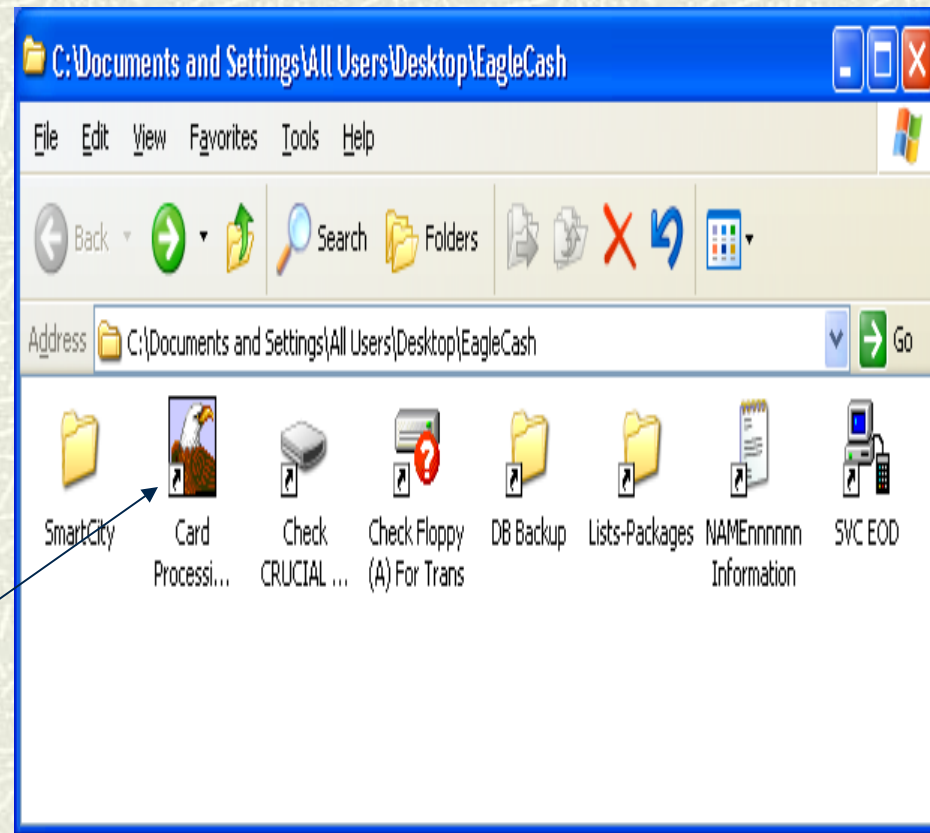 C:\Documents and Settings\All Users\Desktop\EagleCash
File Edit View Favorites Tools Help
Back Search Folders
Address C:\Documents and Settings\All Users\Desktop\EagleCash Go
SmartCity Card Check Check Floppy DB Backup Lists-Packages NAMEnnnnnn SVC EOD
Processi... CRUCIAL ... (A) For Trans Information